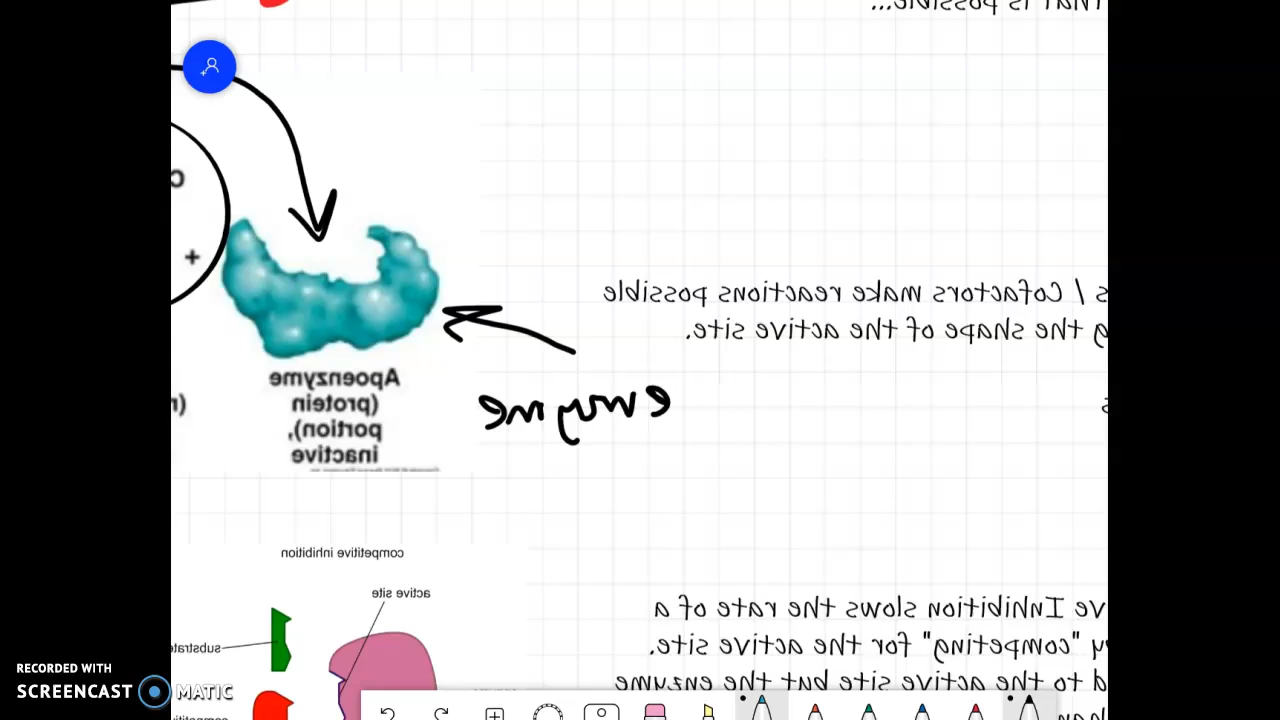 That is possible...
s / Cofactors make reactions possible
g the shape of the active site.
enzyme
Apoenzyme
(protein
portion),
inactive
competitive inhibition
active site
substrate
ve Inhibition slows the rate of a
y "competing" for the active site.
d to the active site but the enzyme
RECORDED WITH
SCREENCAST MATIC